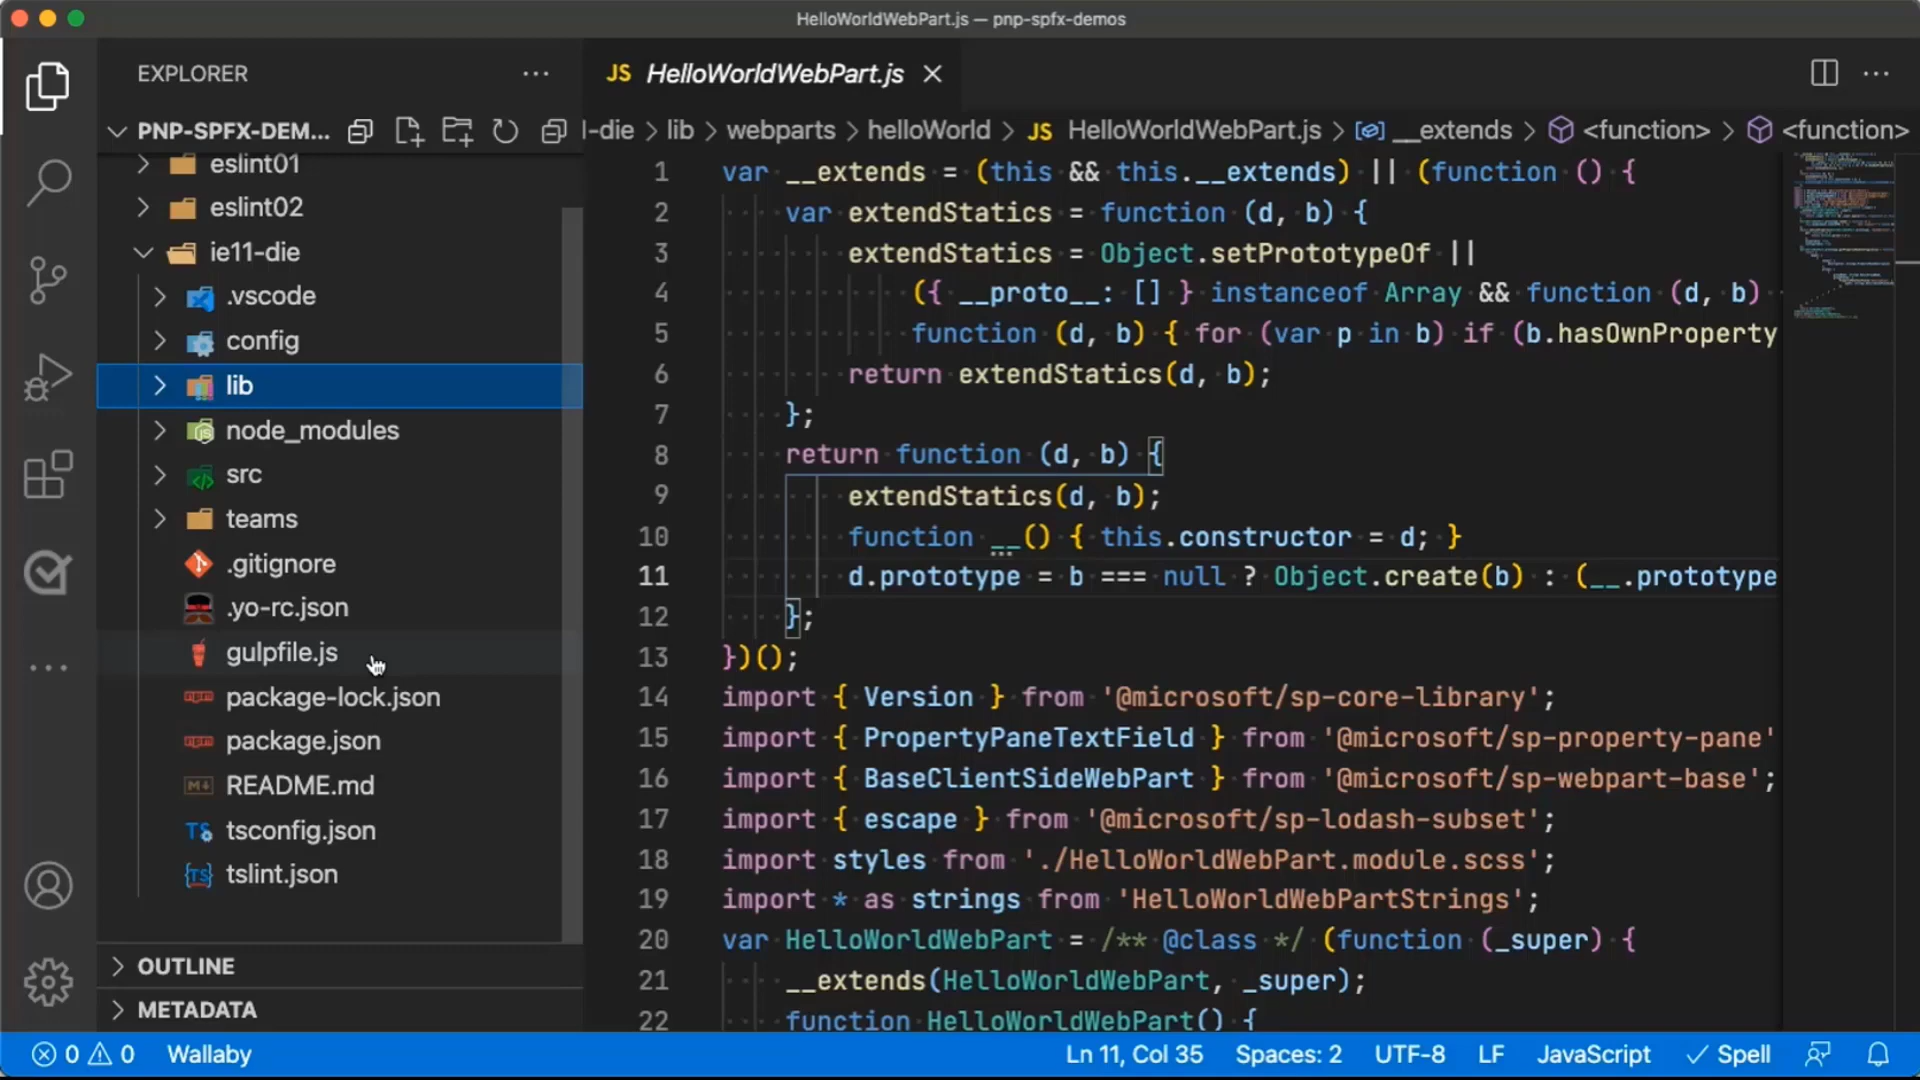 HelloWorldWebPart.js — pnp-spfx-demos
EXPLORER
JS HelloWorldWebPart.js
PNP-SPFX-DEM...
l-die > lib > webparts > helloWorld > JS HelloWorldWebPart.js > __extends > <function> > <function>
eslint01
eslint02
ie11-die
.vscode
config
lib
node_modules
src
teams
.gitignore
.yo-rc.json
gulpfile.js
package-lock.json
package.json
README.md
TS tsconfig.json
TS tslint.json
OUTLINE
METADATA
1 var __extends = (this && this.__extends) || (function () {
2 var extendStatics = function (d, b) {
3 extendStatics = Object.setPrototypeOf ||
4 ({ __proto__: [] } instanceof Array && function (d, b)
5 function (d, b) { for (var p in b) if (b.hasOwnProperty
6 return extendStatics(d, b);
7 };
8 return function (d, b) {
9 extendStatics(d, b);
10 function __() { this.constructor = d; }
11 d.prototype = b === null ? Object.create(b) : (__.prototype
12 };
13 })();
14 import { Version } from '@microsoft/sp-core-library';
15 import { PropertyPaneTextField } from '@microsoft/sp-property-pane'
16 import { BaseClientSideWebPart } from '@microsoft/sp-webpart-base';
17 import { escape } from '@microsoft/sp-lodash-subset';
18 import styles from './HelloWorldWebPart.module.scss';
19 import * as strings from 'HelloWorldWebPartStrings';
20 var HelloWorldWebPart = /** @class */ (function (_super) {
21 __extends(HelloWorldWebPart, _super);
22 function HelloWorldWebPart() {
0 0 Wallaby Ln 11, Col 35 Spaces: 2 UTF-8 LF JavaScript Spell